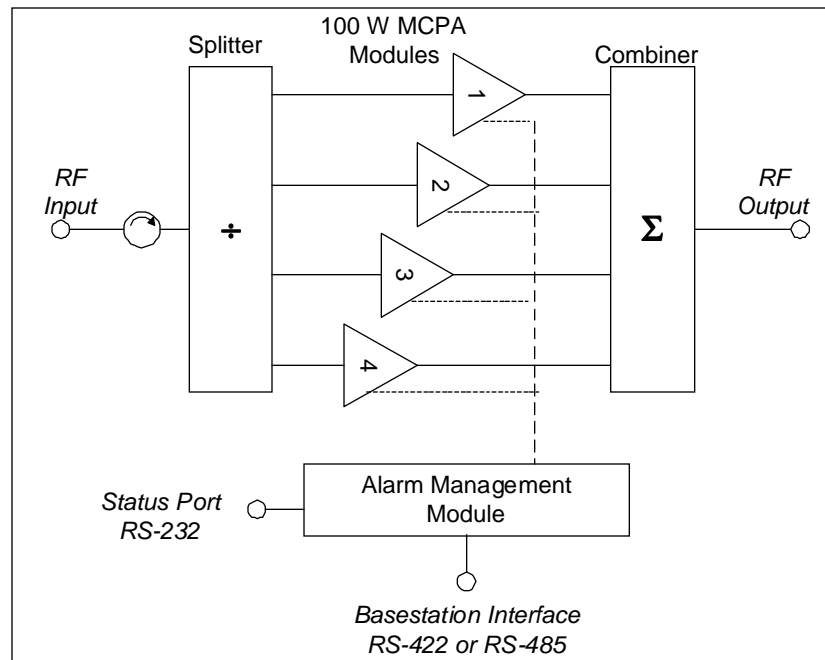 100 W MCPA
Modules
Splitter
Combiner
1
RF
Input
2
÷
Σ
RF
Output
3
4
Alarm Management
Module
Status Port
RS-232
Basestation Interface
RS-422 or RS-485